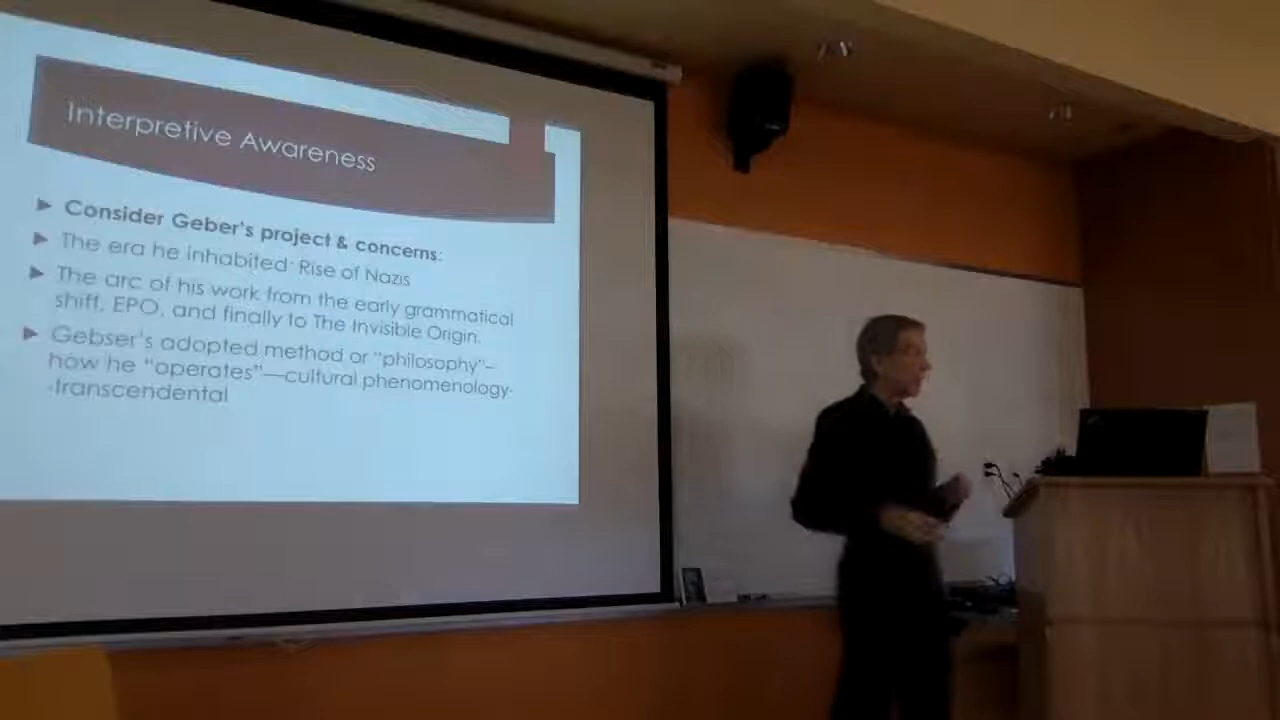 Interpretive Awareness
Consider Geber's project & concerns:
The era he inhabited: Rise of Nazis
The arc of his work from the early grammatical
shift, EPO, and finally to The Invisible Origin.
Gebser's adopted method or "philosophy"–
how he "operates"—cultural phenomenology-
-transcendental